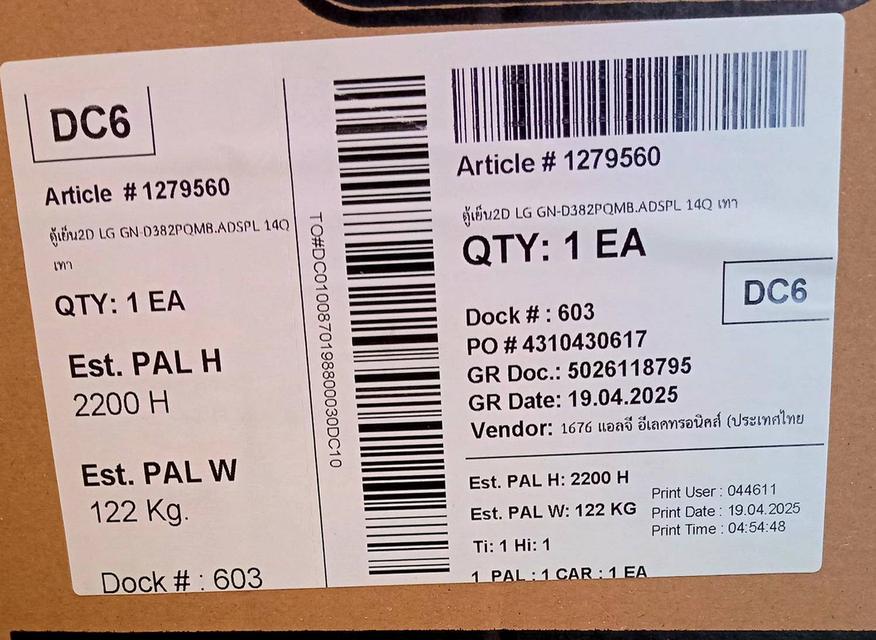 DC6
Article # 1279560
ตู้เย็น2D LG GN-D382PQMB.ADSPL 14Q
เทา
QTY: 1 EA
Est. PAL H
2200 H
Est. PAL W
122 Kg.
Dock # : 603
TO#DC0100870198800030DC10
Article # 1279560
ตู้เย็น2D LG GN-D382PQMB.ADSPL 14Q เทา
QTY: 1 EA
DC6
Dock # : 603
PO # 4310430617
GR Doc.: 5026118795
GR Date: 19.04.2025
Vendor: 1676 แอลจี อีเลคทรอนิคส์ (ประเทศไทย
Est. PAL H: 2200 H
Est. PAL W: 122 KG
Ti: 1 Hi: 1
1 PAL : 1 CAR : 1 EA
Print User : 044611
Print Date : 19.04.2025
Print Time : 04:54:48